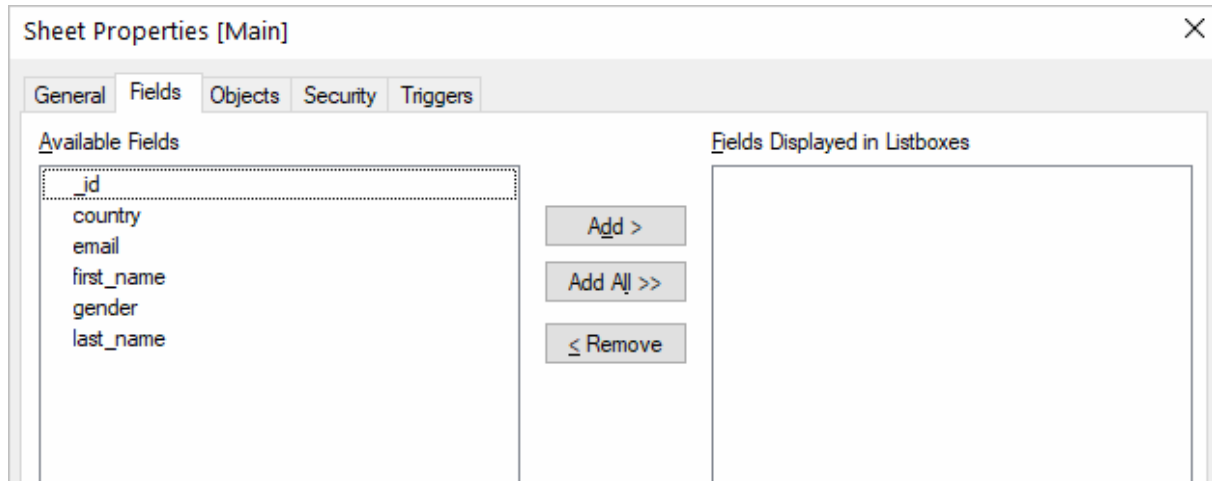 Sheet Properties [Main]
General Fields Objects Security Triggers
Available Fields
_id
country
email
first_name
gender
last_name
Add >
Add All >>
< Remove
Fields Displayed in Listboxes